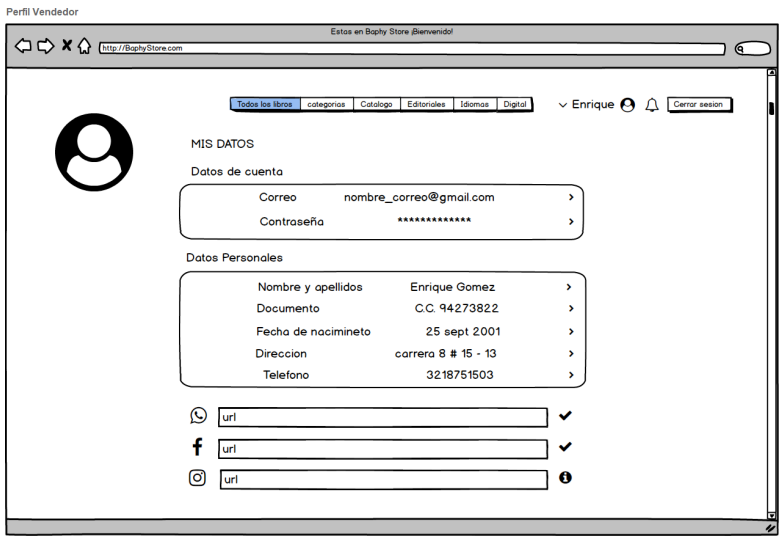 Perfil Vendedor
Estas en Baphy Store ¡Bienvenido!
http://BaphyStore.com
Todos los libros categorias Catalogo Editoriales Idiomas Digital Enrique Cerrar sesion
MIS DATOS
Datos de cuenta
Correo nombre_correo@gmail.com
Contraseña *************
Datos Personales
Nombre y apellidos Enrique Gomez
Documento C.C. 94273822
Fecha de nacimineto 25 sept 2001
Direccion carrera 8 # 15 - 13
Telefono 3218751503
url
url
url